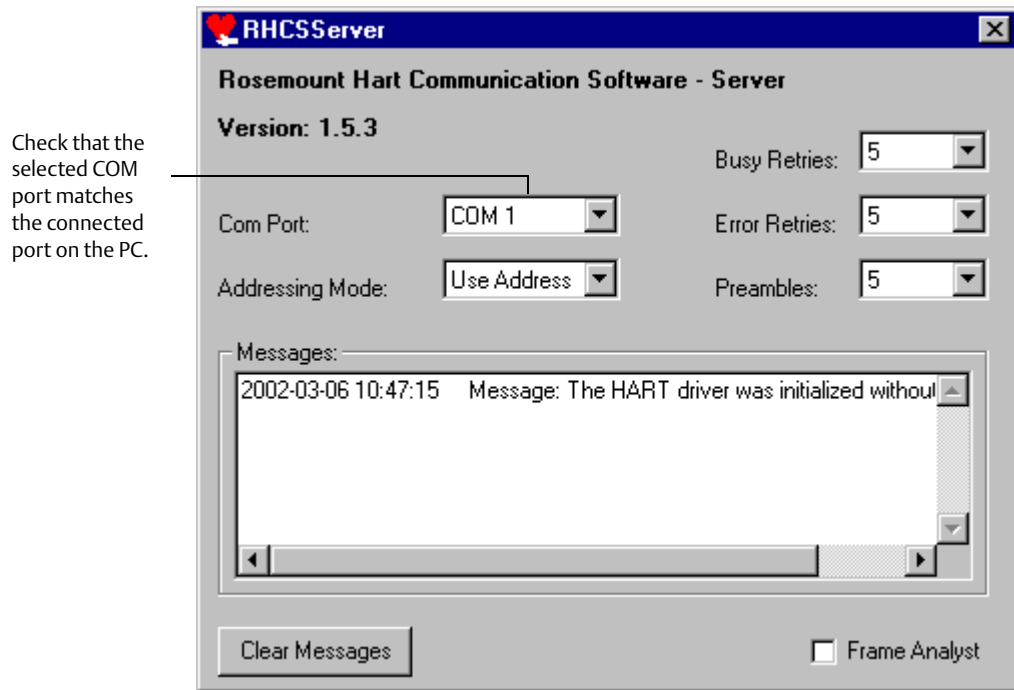 RHCSServer
Rosemount Hart Communication Software - Server
Version: 1.5.3
Check that the
selected COM
port matches
the connected
port on the PC.
Busy Retries: 5
Com Port: COM 1
Error Retries: 5
Addressing Mode: Use Address
Preambles: 5
Messages:
2002-03-06 10:47:15 Message: The HART driver was initialized without
Clear Messages
Frame Analyst